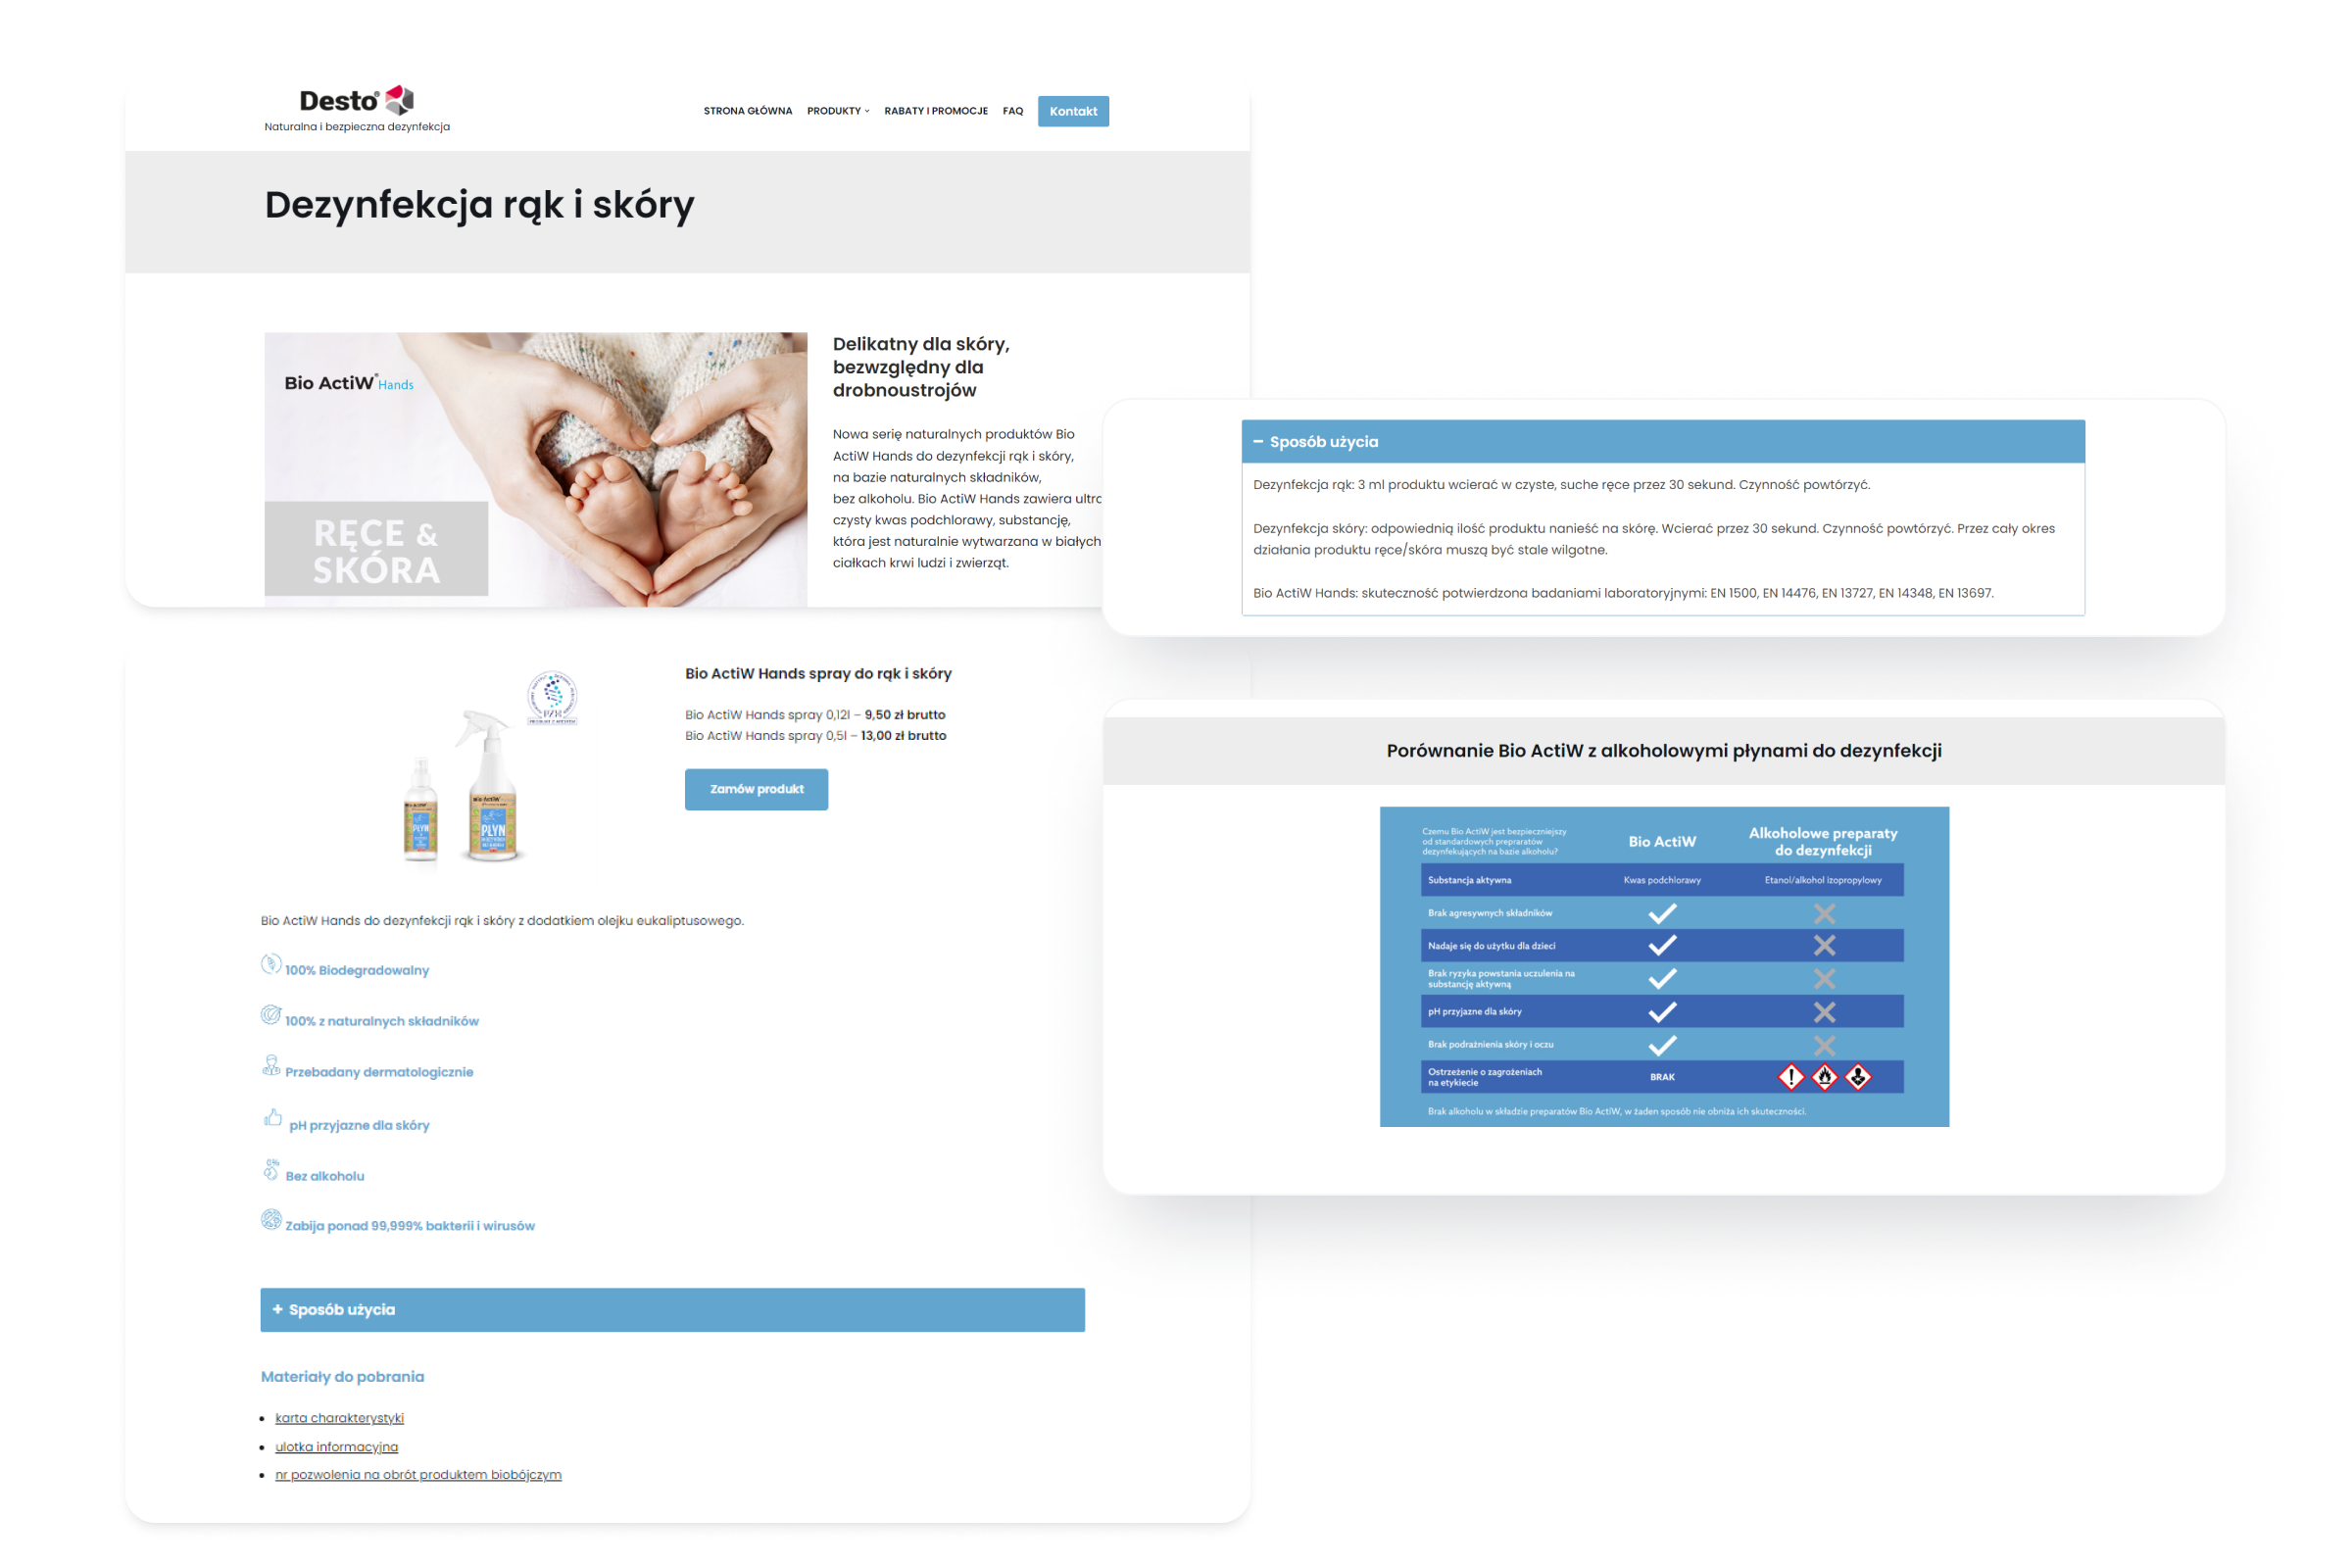 Desto®
Naturalna i bezpieczna dezynfekcja
STRONA GŁÓWNA PRODUKTY RABATY I PROMOCJE FAQ Kontakt
Dezynfekcja rąk i skóry
Bio ActiW® Hands
RĘCE &
SKÓRA
Delikatny dla skóry,
bezwzględny dla
drobnoustrojów
Nowa serię naturalnych produktów Bio
ActiW Hands do dezynfekcji rąk i skóry,
na bazie naturalnych składników,
bez alkoholu. Bio ActiW Hands zawiera ultra
czysty kwas podchlorawy, substancję,
która jest naturalnie wytwarzana w białych
ciałkach krwi ludzi i zwierząt.
− Sposób użycia
Dezynfekcja rąk: 3 ml produktu wcierać w czyste, suche ręce przez 30 sekund. Czynność powtórzyć.
Dezynfekcja skóry: odpowiednią ilość produktu nanieść na skórę. Wcierać przez 30 sekund. Czynność powtórzyć. Przez cały okres
działania produktu ręce/skóra muszą być stale wilgotne.
Bio ActiW Hands: skuteczność potwierdzona badaniami laboratoryjnymi: EN 1500, EN 14476, EN 13727, EN 14348, EN 13697.
PZH
PŁYN
Bio ActiW
PŁYN
Bio ActiW Hands spray do rąk i skóry
Bio ActiW Hands spray 0,12l – 9,50 zł brutto
Bio ActiW Hands spray 0,5l – 13,00 zł brutto
Zamów produkt
Bio ActiW Hands do dezynfekcji rąk i skóry z dodatkiem olejku eukaliptusowego.
100% Biodegradowalny
100% z naturalnych składników
Przebadany dermatologicznie
pH przyjazne dla skóry
0%
Bez alkoholu
Zabija ponad 99,999% bakterii i wirusów
+ Sposób użycia
Materiały do pobrania
• karta charakterystyki
• ulotka informacyjna
• nr pozwolenia na obrót produktem biobójczym
Porównanie Bio ActiW z alkoholowymi płynami do dezynfekcji
Czemu Bio ActiW jest bezpieczniejszy
od standardowych prepraratów
dezynfekujących na bazie alkoholu?
Bio ActiW
Alkoholowe preparaty
do dezynfekcji
Substancja aktywna Kwas podchlorawy Etanol/alkohol izopropylowy
Brak agresywnych składników
Nadaje się do użytku dla dzieci
Brak ryzyka powstania uczulenia na
substancję aktywną
pH przyjazne dla skóry
Brak podrażnienia skóry i oczu
Ostrzeżenie o zagrożeniach
na etykiecie
BRAK
Brak alkoholu w składzie preparatów Bio ActiW, w żaden sposób nie obniża ich skuteczności.